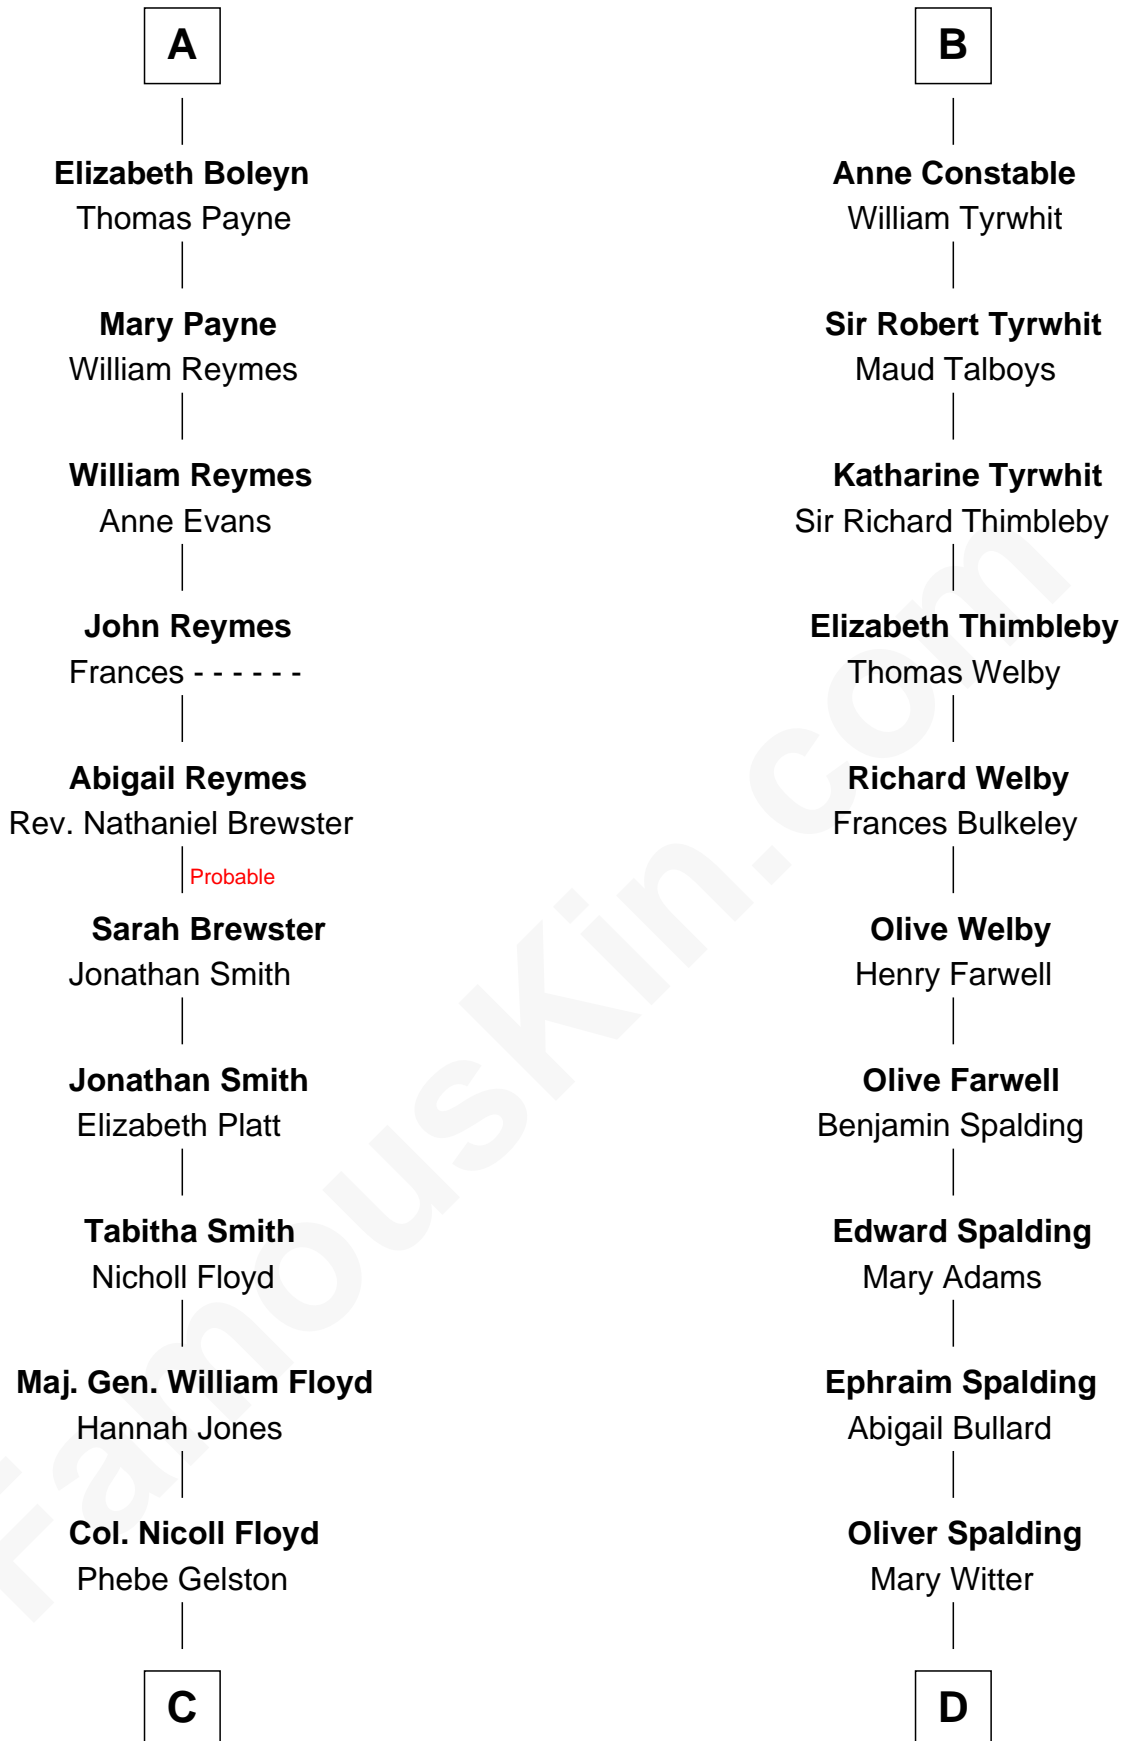 A
Elizabeth Boleyn
Thomas Payne
Mary Payne
William Reymes
William Reymes
Anne Evans
John Reymes
Frances - - - - - -
Abigail Reymes
Rev. Nathaniel Brewster
Probable
Sarah Brewster
Jonathan Smith
Jonathan Smith
Elizabeth Platt
Tabitha Smith
Nicholl Floyd
Maj. Gen. William Floyd
Hannah Jones
Col. Nicoll Floyd
Phebe Gelston
C
B
Anne Constable
William Tyrwhit
Sir Robert Tyrwhit
Maud Talboys
Katharine Tyrwhit
Sir Richard Thimbleby
Elizabeth Thimbleby
Thomas Welby
Richard Welby
Frances Bulkeley
Olive Welby
Henry Farwell
Olive Farwell
Benjamin Spalding
Edward Spalding
Mary Adams
Ephraim Spalding
Abigail Bullard
Oliver Spalding
Mary Witter
D
FamousKin.com